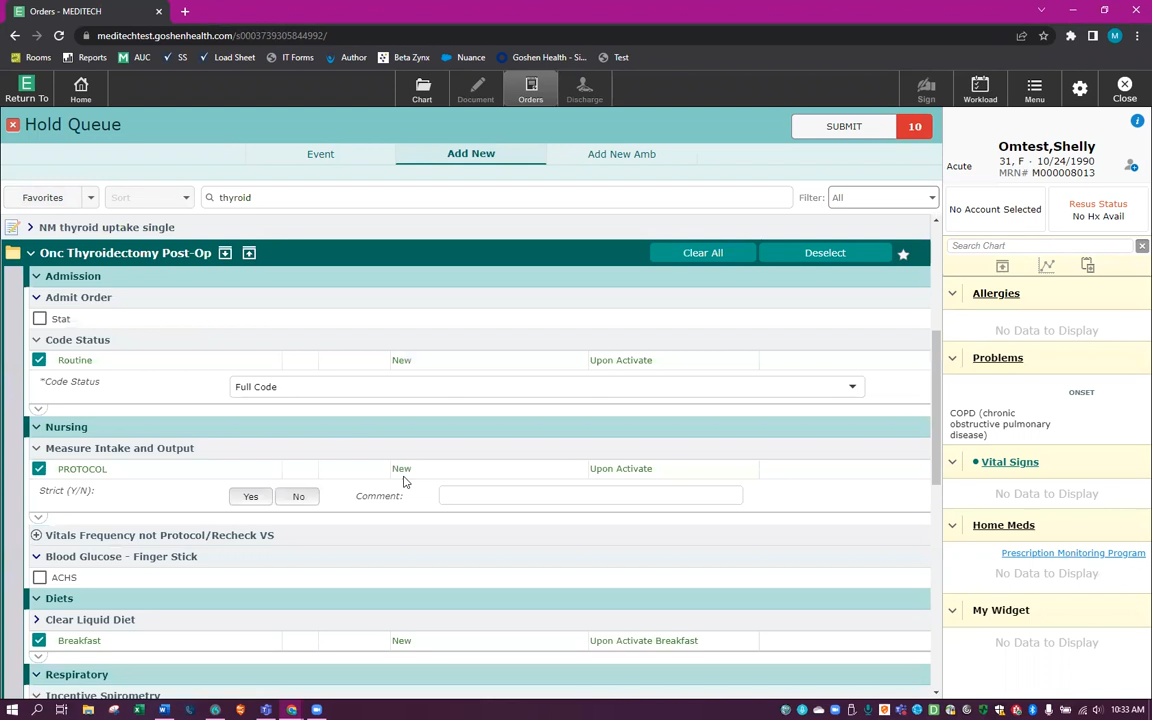 Orders - MEDITECH
meditechtest.goshenhealth.com/s0003739305844992/
M
Rooms Reports AUC SS Load Sheet IT Forms Author Beta Zynx Nuance Goshen Health - Si... Test
Return To Home Chart Document Orders Discharge Sign Workload Menu Close
Hold Queue
SUBMIT 10
Event Add New Add New Amb
Favorites Sort thyroid Filter: All
NM thyroid uptake single
Onc Thyroidectomy Post-Op Clear All Deselect
Admission
Admit Order
Stat
Code Status
Routine New Upon Activate
*Code Status Full Code
Nursing
Measure Intake and Output
PROTOCOL New Upon Activate
Strict (Y/N): Yes No Comment:
Vitals Frequency not Protocol/Recheck VS
Blood Glucose - Finger Stick
ACHS
Diets
Clear Liquid Diet
Breakfast New Upon Activate Breakfast
Respiratory
Incentive Spirometry
Omtest,Shelly
Acute 31, F · 10/24/1990
MRN# M000008013
No Account Selected
Resus Status
No Hx Avail
Search Chart
Allergies
No Data to Display
Problems
ONSET
COPD (chronic
obstructive pulmonary
disease)
Vital Signs
No Data to Display
Home Meds
Prescription Monitoring Program
No Data to Display
My Widget
No Data to Display
10:33 AM